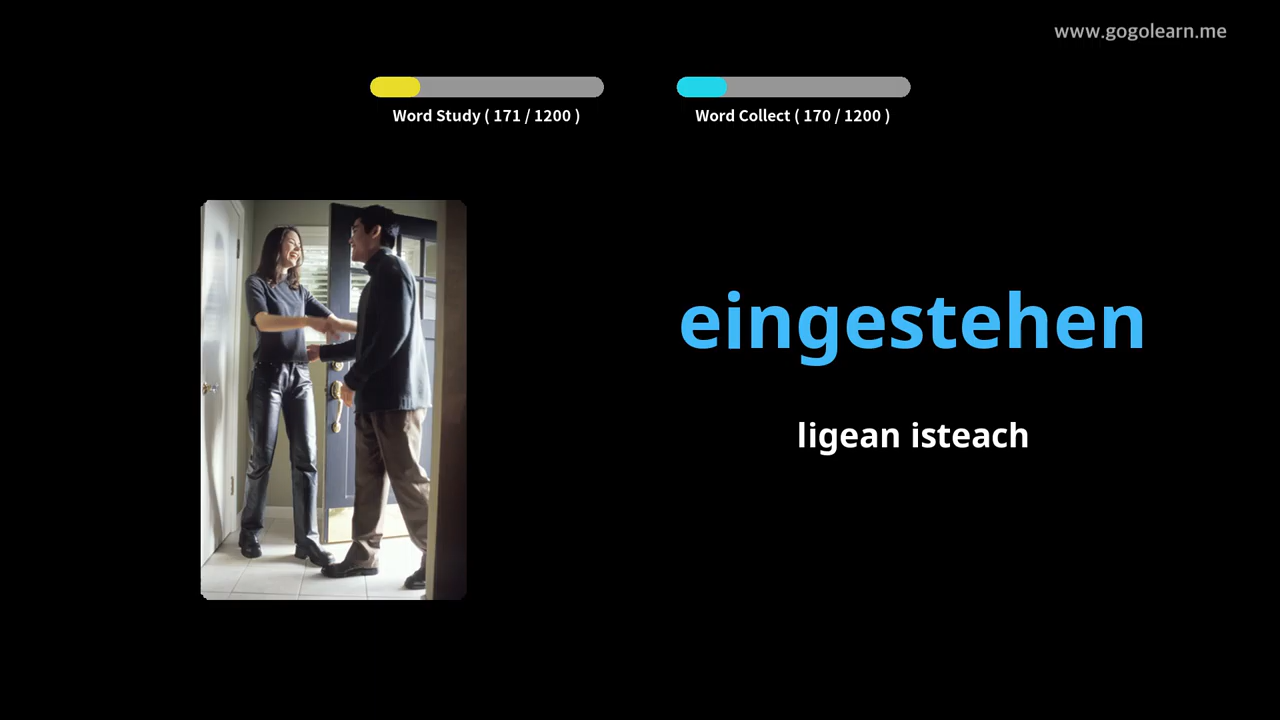 www.gogolearn.me
Word Study ( 171 / 1200 )
Word Collect ( 170 / 1200 )
eingestehen
ligean isteach